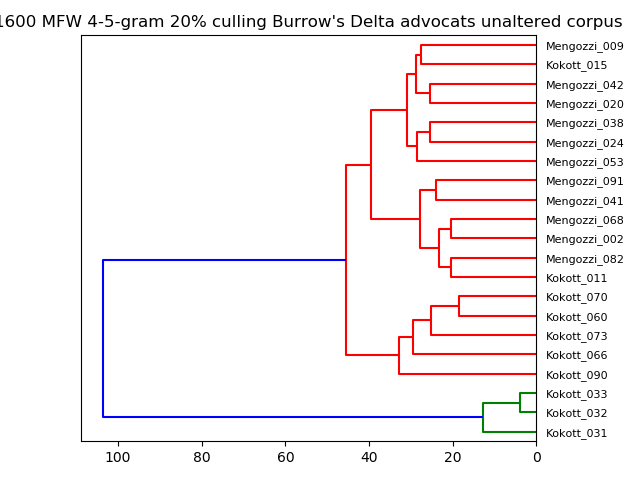 1600 MFW 4-5-gram 20% culling Burrow's Delta advocats unaltered corpus
Mengozzi_009
Kokott_015
Mengozzi_042
Mengozzi_020
Mengozzi_038
Mengozzi_024
Mengozzi_053
Mengozzi_091
Mengozzi_041
Mengozzi_068
Mengozzi_002
Mengozzi_082
Kokott_011
Kokott_070
Kokott_060
Kokott_073
Kokott_066
Kokott_090
Kokott_033
Kokott_032
Kokott_031
100 80 60 40 20 0